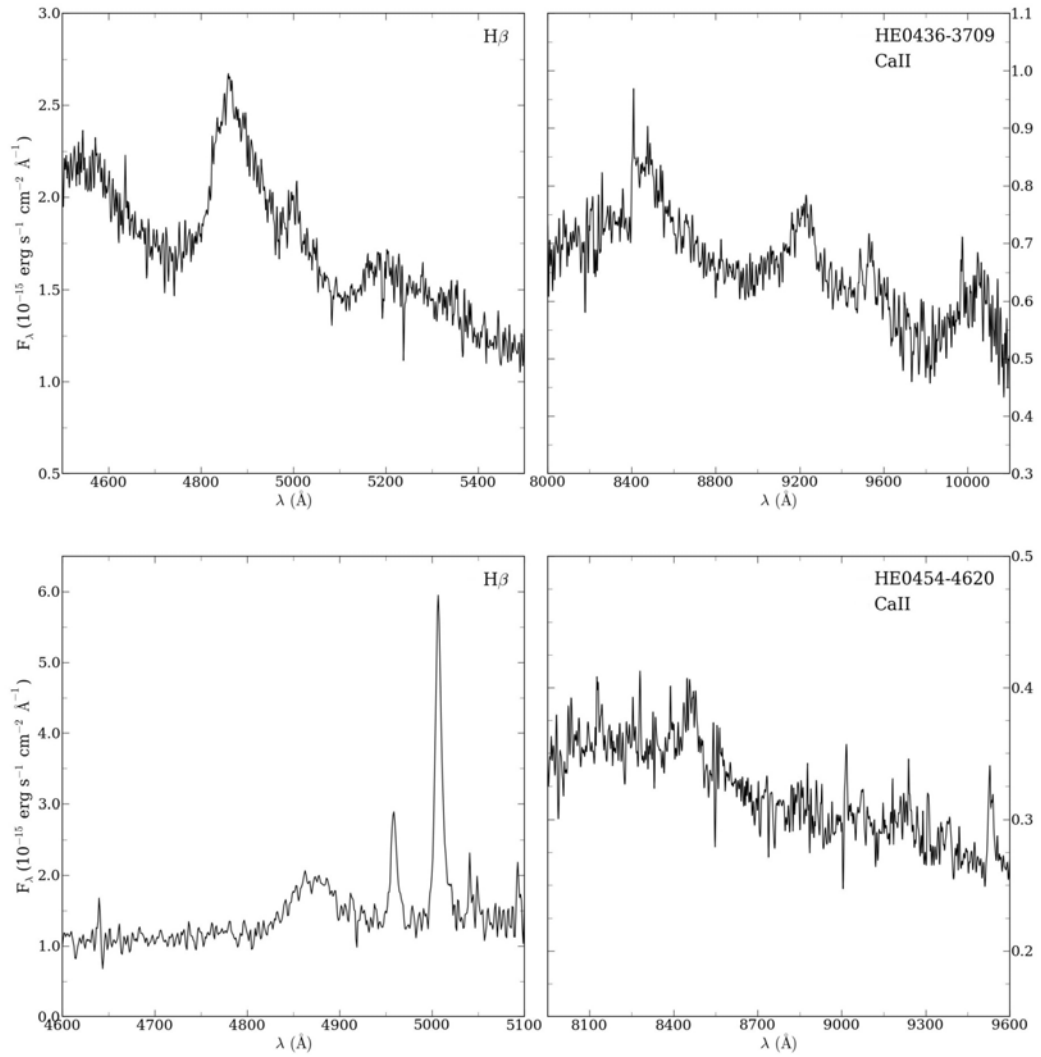 3.0
Hβ
2.5
2.0
1.5
1.0
0.5
F_λ (10⁻¹⁵ erg s⁻¹ cm⁻² Å⁻¹)
4600 4800 5000 5200 5400
λ (Å)
HE0436-3709
CaII
1.1
1.0
0.9
0.8
0.7
0.6
0.5
0.4
0.3
8000 8400 8800 9200 9600 10000
λ (Å)
Hβ
6.0
5.0
4.0
3.0
2.0
1.0
0.0
F_λ (10⁻¹⁵ erg s⁻¹ cm⁻² Å⁻¹)
4600 4700 4800 4900 5000 5100
λ (Å)
HE0454-4620
CaII
0.5
0.4
0.3
0.2
8100 8400 8700 9000 9300 9600
λ (Å)